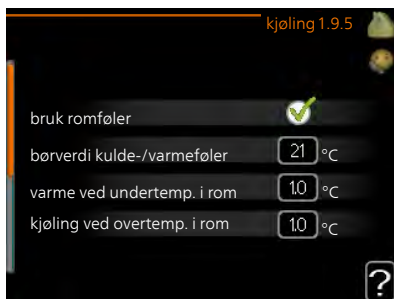 kjøling 1.9.5
bruk romføler
børverdi kulde-/varmeføler 21 °C
varme ved undertemp. i rom 1.0 °C
kjøling ved overtemp. i rom 1.0 °C
?